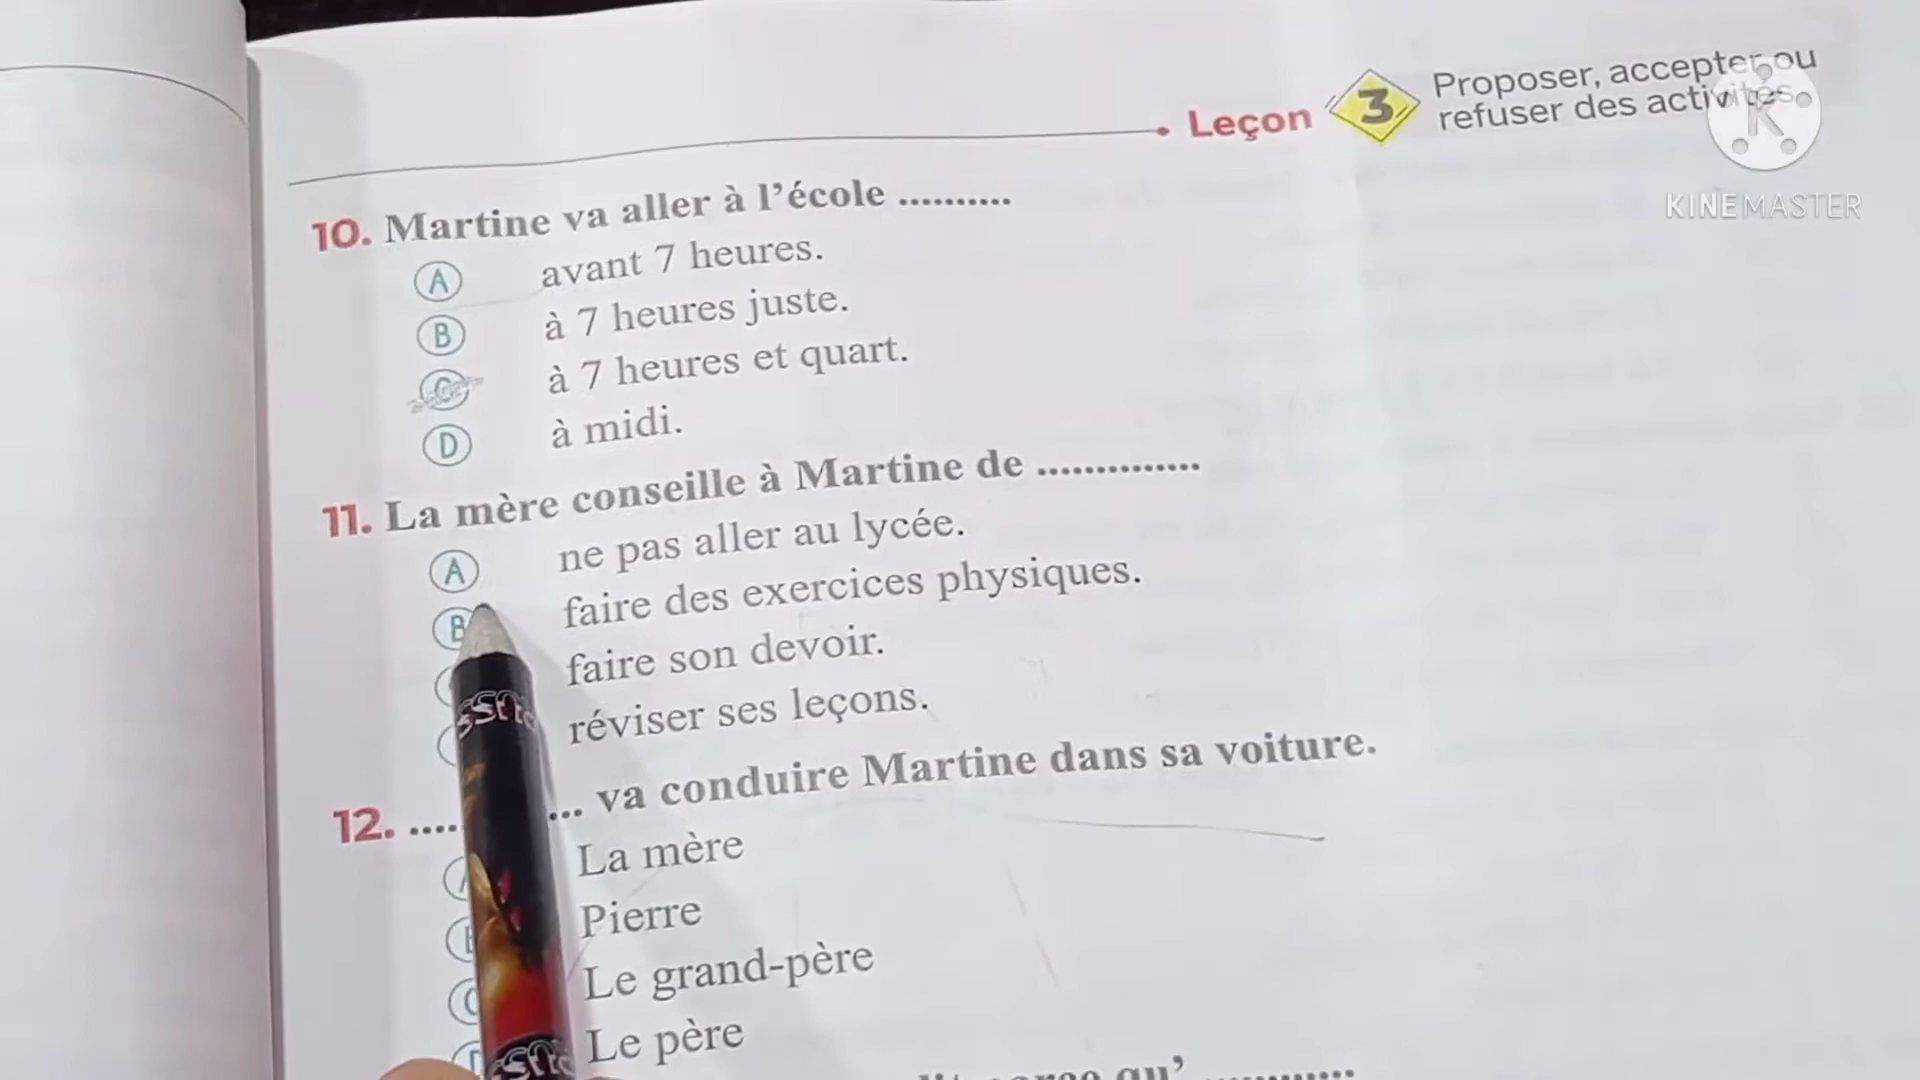 Leçon 3 Proposer, accepter ou
refuser des activités
KINEMASTER
10. Martine va aller à l'école ..........
A avant 7 heures.
B à 7 heures juste.
C à 7 heures et quart.
D à midi.
11. La mère conseille à Martine de ..............
A ne pas aller au lycée.
B faire des exercices physiques.
faire son devoir.
réviser ses leçons.
12. .... ... va conduire Martine dans sa voiture.
La mère
Pierre
Le grand-père
Le père
qu' ............